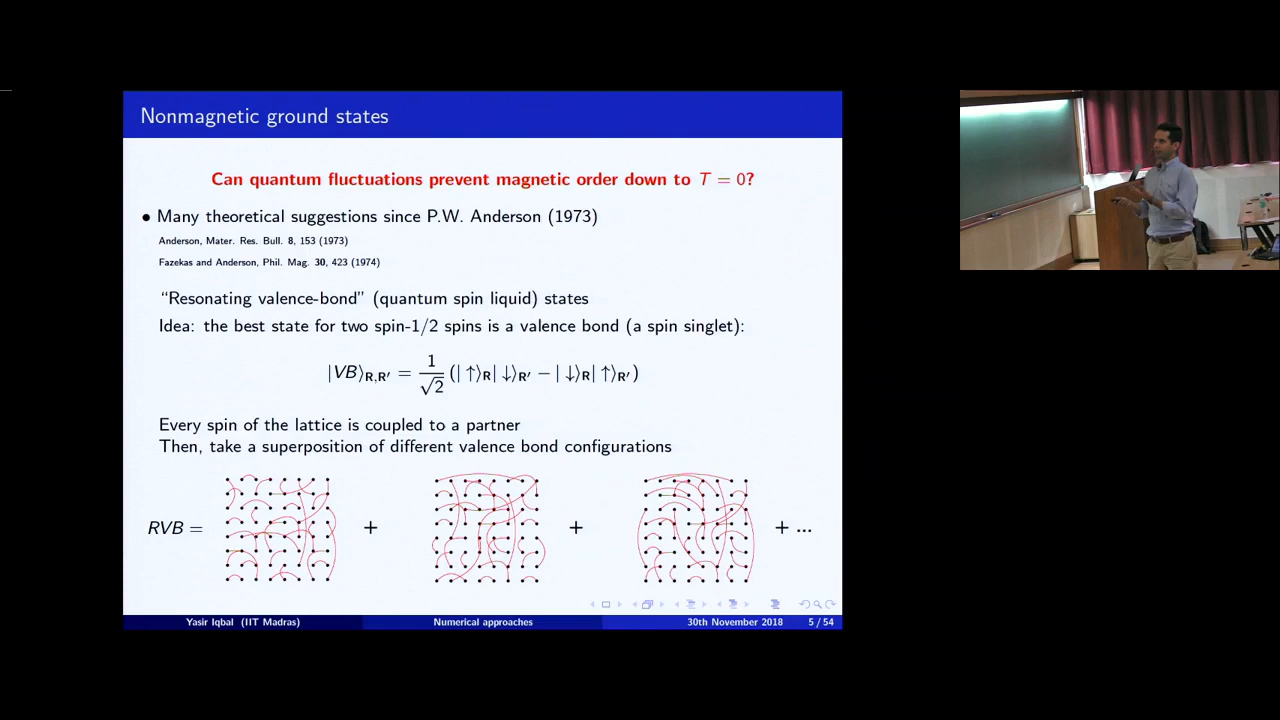 Nonmagnetic ground states
Can quantum fluctuations prevent magnetic order down to T = 0?
• Many theoretical suggestions since P.W. Anderson (1973)
Anderson, Mater. Res. Bull. 8, 153 (1973)
Fazekas and Anderson, Phil. Mag. 30, 423 (1974)
“Resonating valence-bond” (quantum spin liquid) states
Idea: the best state for two spin-1/2 spins is a valence bond (a spin singlet):
|VB⟩R,R′ = 1/√2 (| ↑⟩R| ↓⟩R′ − | ↓⟩R| ↑⟩R′)
Every spin of the lattice is coupled to a partner
Then, take a superposition of different valence bond configurations
RVB = + + + ...
Yasir Iqbal (IIT Madras) Numerical approaches 30th November 2018 5 / 54